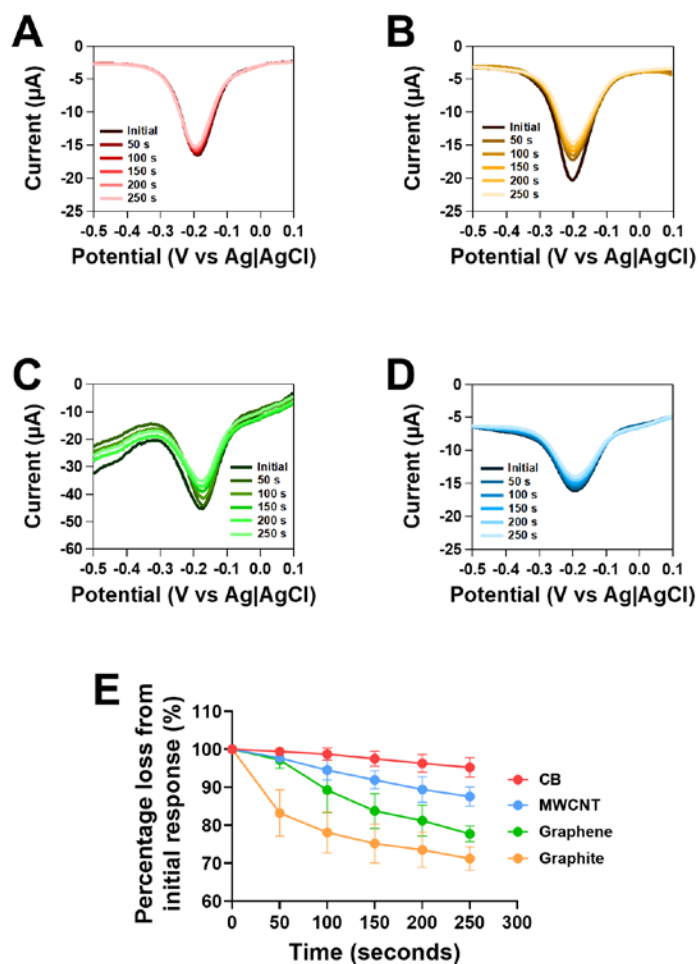 A
0
-5
-10
-15
-20
-25
Current (µA)
Initial
50 s
100 s
150 s
200 s
250 s
-0.5 -0.4 -0.3 -0.2 -0.1 0.0 0.1
Potential (V vs Ag|AgCl)
B
0
-5
-10
-15
-20
-25
Current (µA)
Initial
50 s
100 s
150 s
200 s
250 s
-0.5 -0.4 -0.3 -0.2 -0.1 0.0 0.1
Potential (V vs Ag|AgCl)
C
0
-10
-20
-30
-40
-50
-60
Current (µA)
Initial
50 s
100 s
150 s
200 s
250 s
-0.5 -0.4 -0.3 -0.2 -0.1 0.0 0.1
Potential (V vs Ag|AgCl)
D
0
-5
-10
-15
-20
-25
Current (µA)
Initial
50 s
100 s
150 s
200 s
250 s
-0.5 -0.4 -0.3 -0.2 -0.1 0.0 0.1
Potential (V vs Ag|AgCl)
E
Percentage loss from
initial response (%)
110
100
90
80
70
60
CB
MWCNT
Graphene
Graphite
0 50 100 150 200 250 300
Time (seconds)